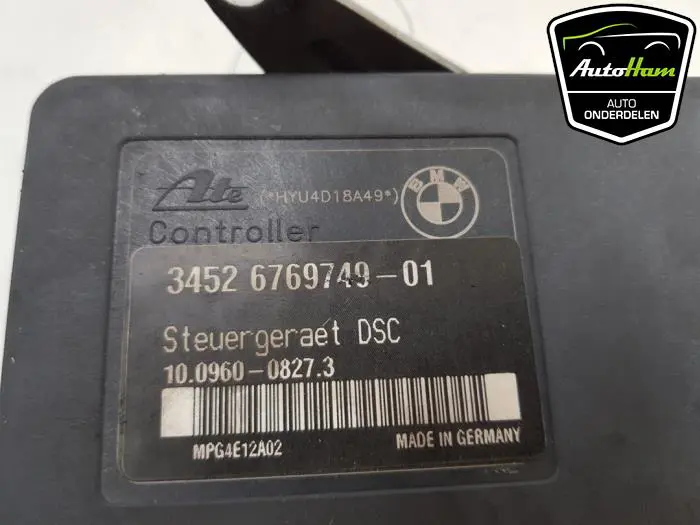 AutoHam
AUTO
ONDERDELEN
Ate (*HYU4D18A49*) BMW
Controller
3452 6769749-01
Steuergeraet DSC
10.0960-0827.3
MPG4E12A02 MADE IN GERMANY